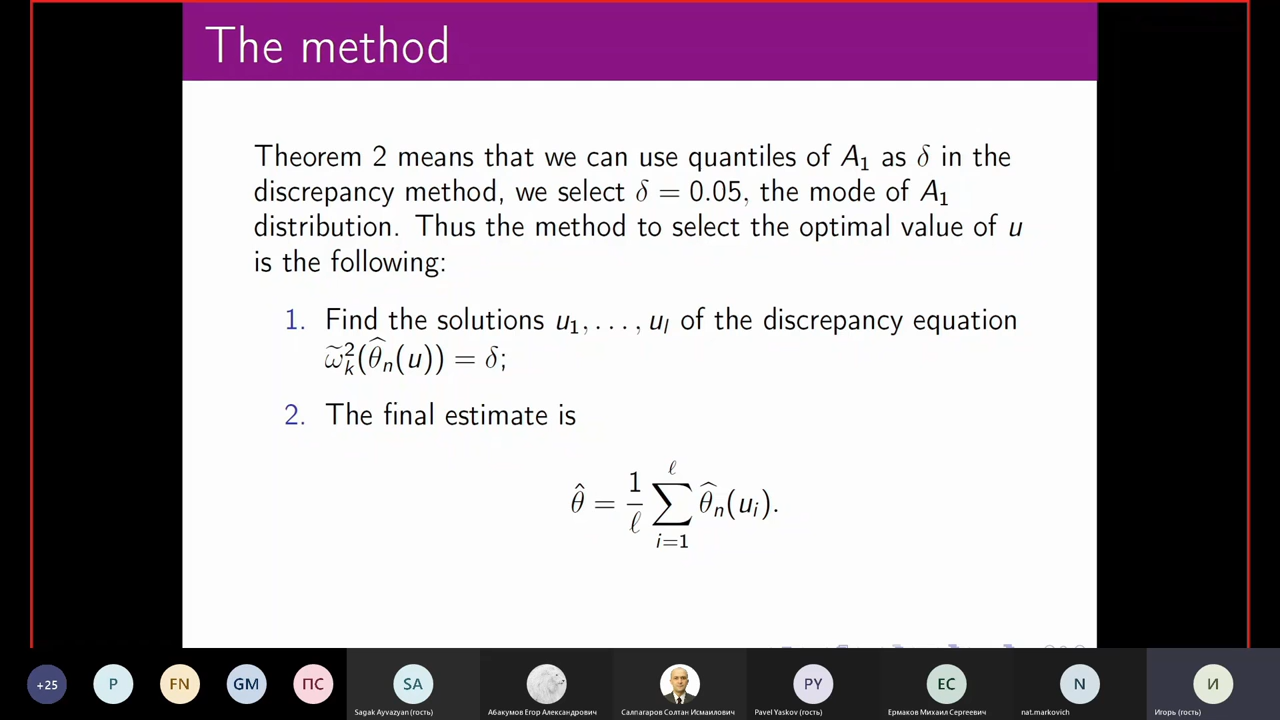 The method
Theorem 2 means that we can use quantiles of A₁ as δ in the
discrepancy method, we select δ = 0.05, the mode of A₁
distribution. Thus the method to select the optimal value of u
is the following:
1. Find the solutions u₁, . . . , u_l of the discrepancy equation
ω̃²_k(θ̂_n(u)) = δ;
2. The final estimate is
θ̂ = 1/ℓ ∑_{i=1}^{ℓ} θ̂_n(u_i).
+25 P FN GM ПС SA PY EC N И
Sagak Ayvazyan (гость) Абакумов Егор Александрович Салпагаров Солтан Исмаилович Pavel Yaskov (гость) Ермаков Михаил Сергеевич nat.markovich Игорь (гость)